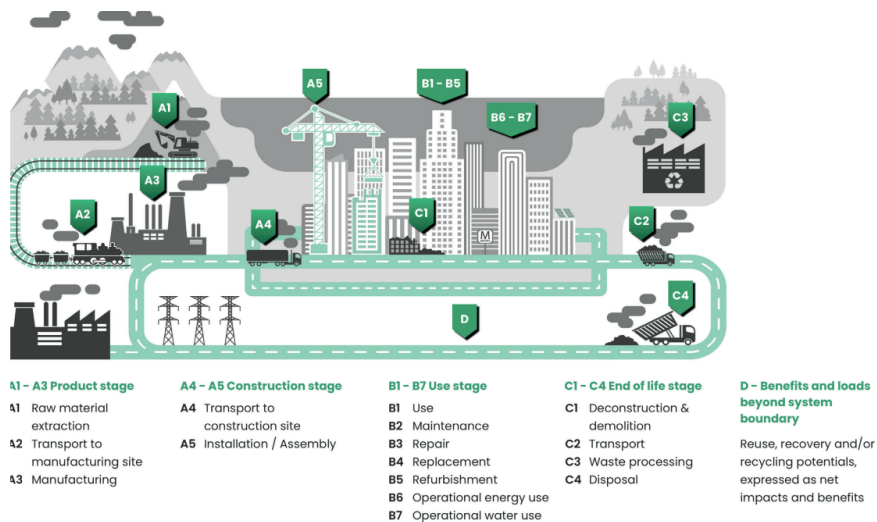 A5
B1 - B5
A1
B6 - B7
C3
A3
A2
A4
C1
C2
M
C4
D
A1 - A3 Product stage
A1 Raw material
extraction
A2 Transport to
manufacturing site
A3 Manufacturing
A4 - A5 Construction stage
A4 Transport to
construction site
A5 Installation / Assembly
B1 - B7 Use stage
B1 Use
B2 Maintenance
B3 Repair
B4 Replacement
B5 Refurbishment
B6 Operational energy use
B7 Operational water use
C1 - C4 End of life stage
C1 Deconstruction &
demolition
C2 Transport
C3 Waste processing
C4 Disposal
D - Benefits and loads
beyond system
boundary
Reuse, recovery and/or
recycling potentials,
expressed as net
impacts and benefits